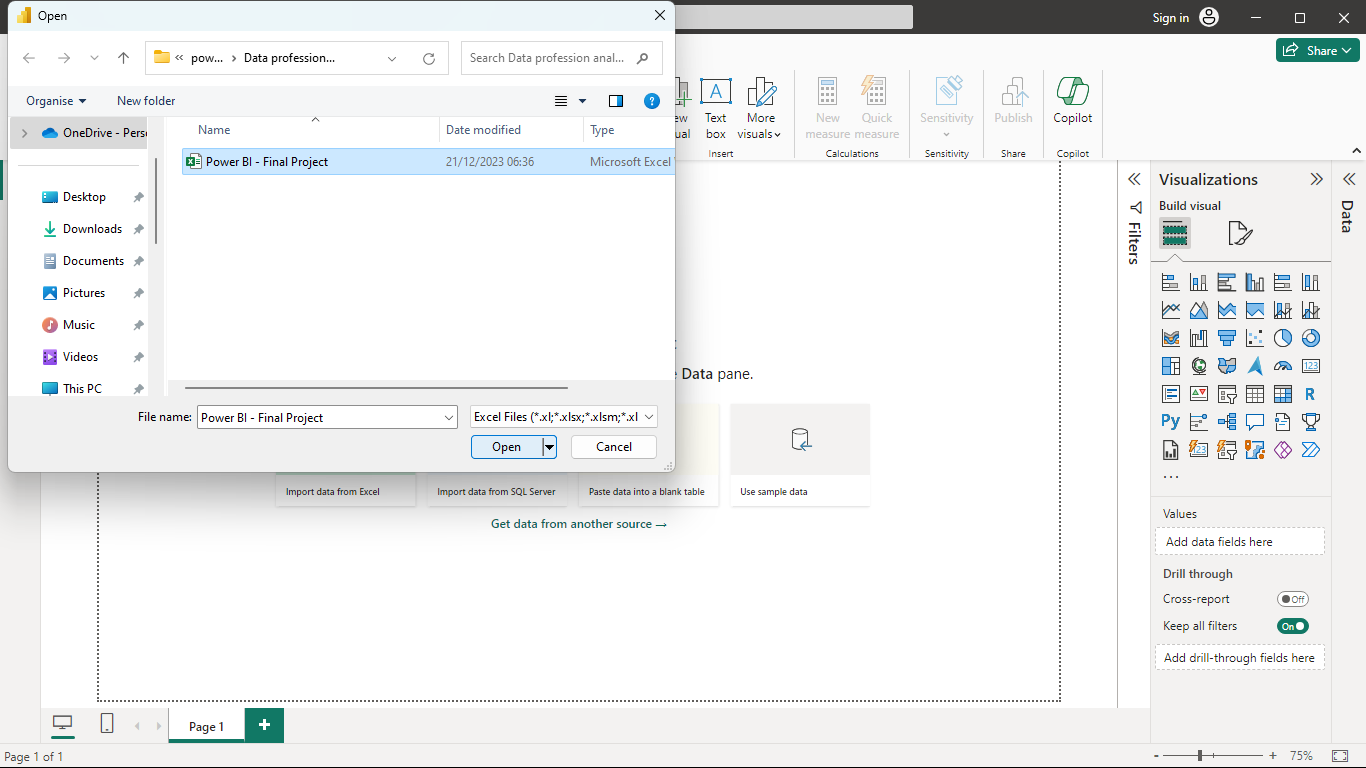 Open
Sign in
Share
pow...
Data profession...
Search Data profession anal...
Organise
New folder
Text box
More visuals
New measure
Quick measure
Sensitivity
Publish
Copilot
Insert
Calculations
Sensitivity
Share
Copilot
OneDrive - Pers
Name
Date modified
Type
Power BI - Final Project
21/12/2023 06:36
Microsoft Excel
Desktop
Downloads
Documents
Pictures
Music
Videos
This PC
File name:
Power BI - Final Project
Excel Files (*.xl;*.xlsx;*.xlsm;*.xl
Open
Cancel
Data pane.
Import data from Excel
Import data from SQL Server
Paste data into a blank table
Use sample data
Get data from another source →
Filters
Visualizations
Build visual
Data
123
R
Py
123
...
Values
Add data fields here
Drill through
Cross-report
Off
Keep all filters
On
Add drill-through fields here
Page 1
+
Page 1 of 1
- + 75%